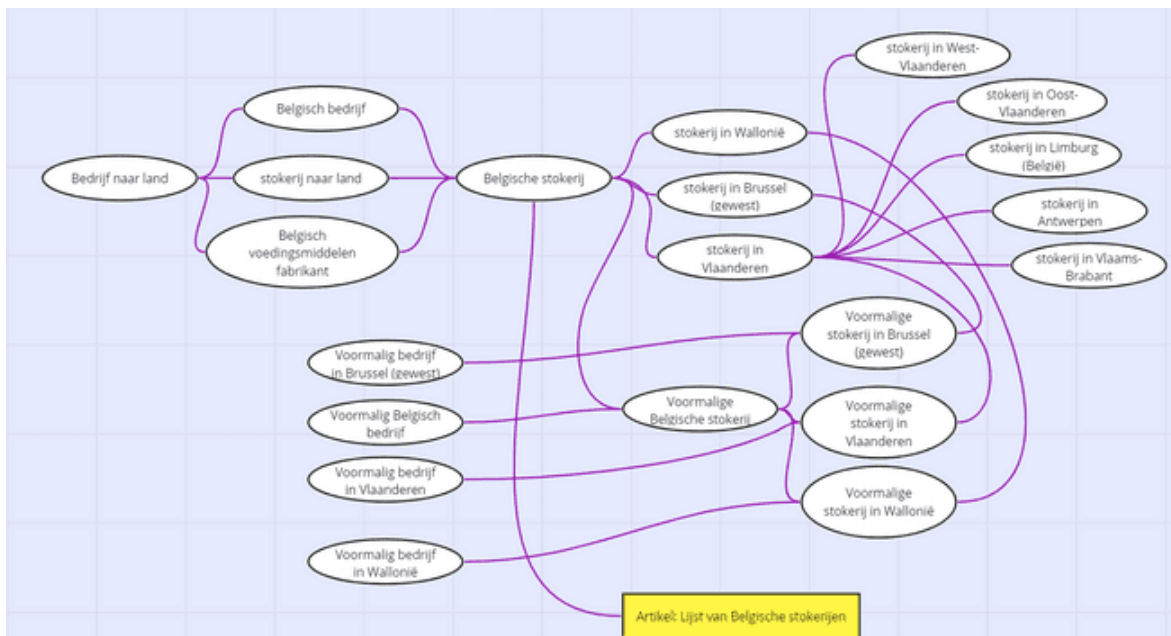 stokerij in West-
Vlaanderen
Belgisch bedrijf
stokerij in Oost-
Vlaanderen
stokerij in Wallonië
stokerij in Limburg
(België)
Bedrijf naar land
stokerij naar land
Belgische stokerij
stokerij in Brussel
(gewest)
stokerij in
Antwerpen
Belgisch
voedingsmiddelen
fabrikant
stokerij in
Vlaanderen
stokerij in Vlaams-
Brabant
Voormalige
stokerij in Brussel
(gewest)
Voormalig bedrijf
in Brussel (gewest)
Voormalige
Belgische stokerij
Voormalig Belgisch
bedrijf
Voormalige
stokerij in
Vlaanderen
Voormalig bedrijf
in Vlaanderen
Voormalige
stokerij in Wallonië
Voormalig bedrijf
in Wallonië
Artikel: Lijst van Belgische stokerijen